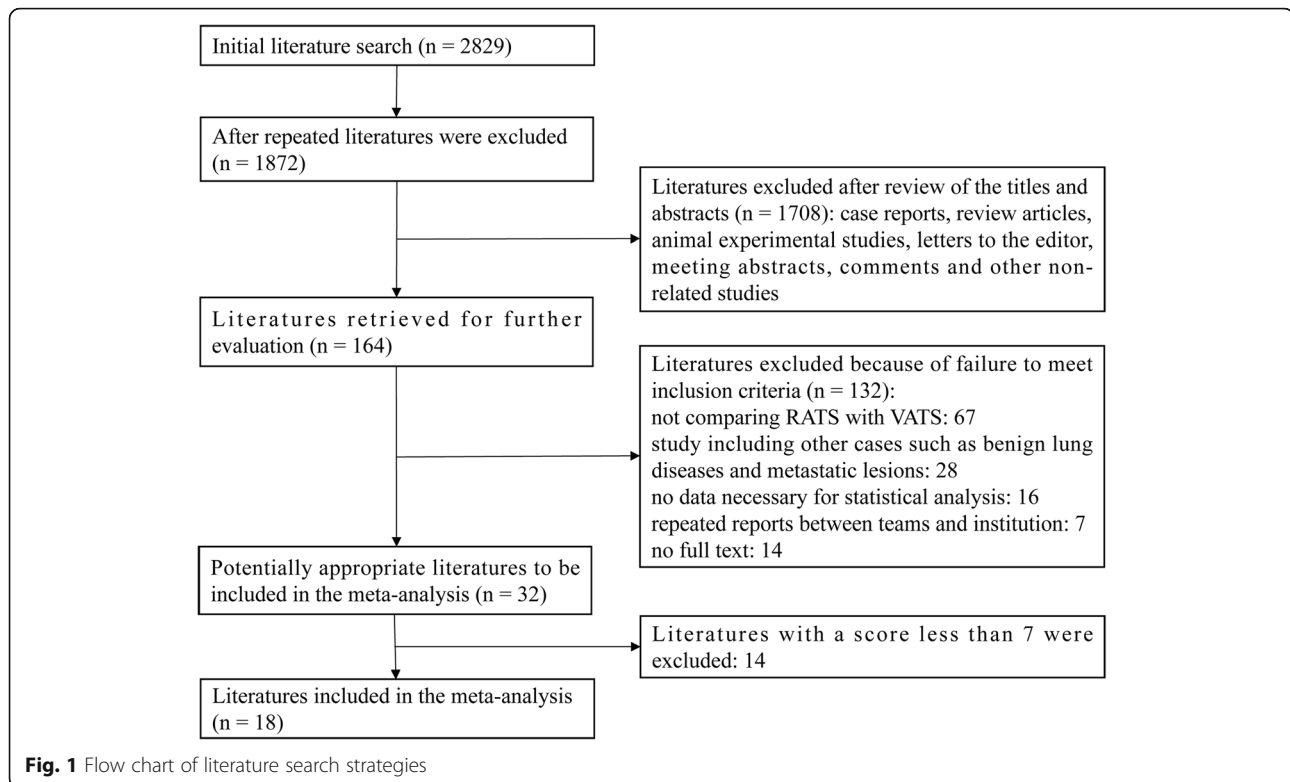 Initial literature search (n = 2829)
After repeated literatures were excluded
(n = 1872)
Literatures excluded after review of the titles and
abstracts (n = 1708): case reports, review articles,
animal experimental studies, letters to the editor,
meeting abstracts, comments and other non-
related studies
Literatures retrieved for further
evaluation (n = 164)
Literatures excluded because of failure to meet
inclusion criteria (n = 132):
not comparing RATS with VATS: 67
study including other cases such as benign lung
diseases and metastatic lesions: 28
no data necessary for statistical analysis: 16
repeated reports between teams and institution: 7
no full text: 14
Potentially appropriate literatures to be
included in the meta-analysis (n = 32)
Literatures with a score less than 7 were
excluded: 14
Literatures included in the meta-analysis
(n = 18)
Fig. 1 Flow chart of literature search strategies